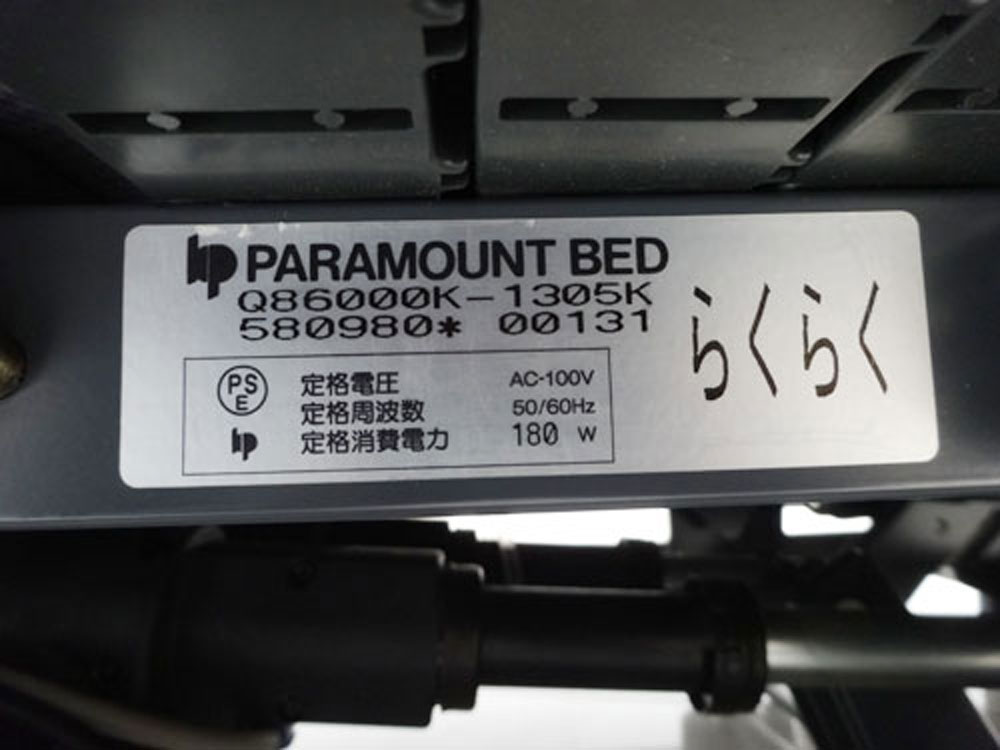 PARAMOUNT BED
Q86000K-1305K
580980* 00131
らくらく
PSE
定格電圧 AC-100V
定格周波数 50/60Hz
定格消費電力 180 W